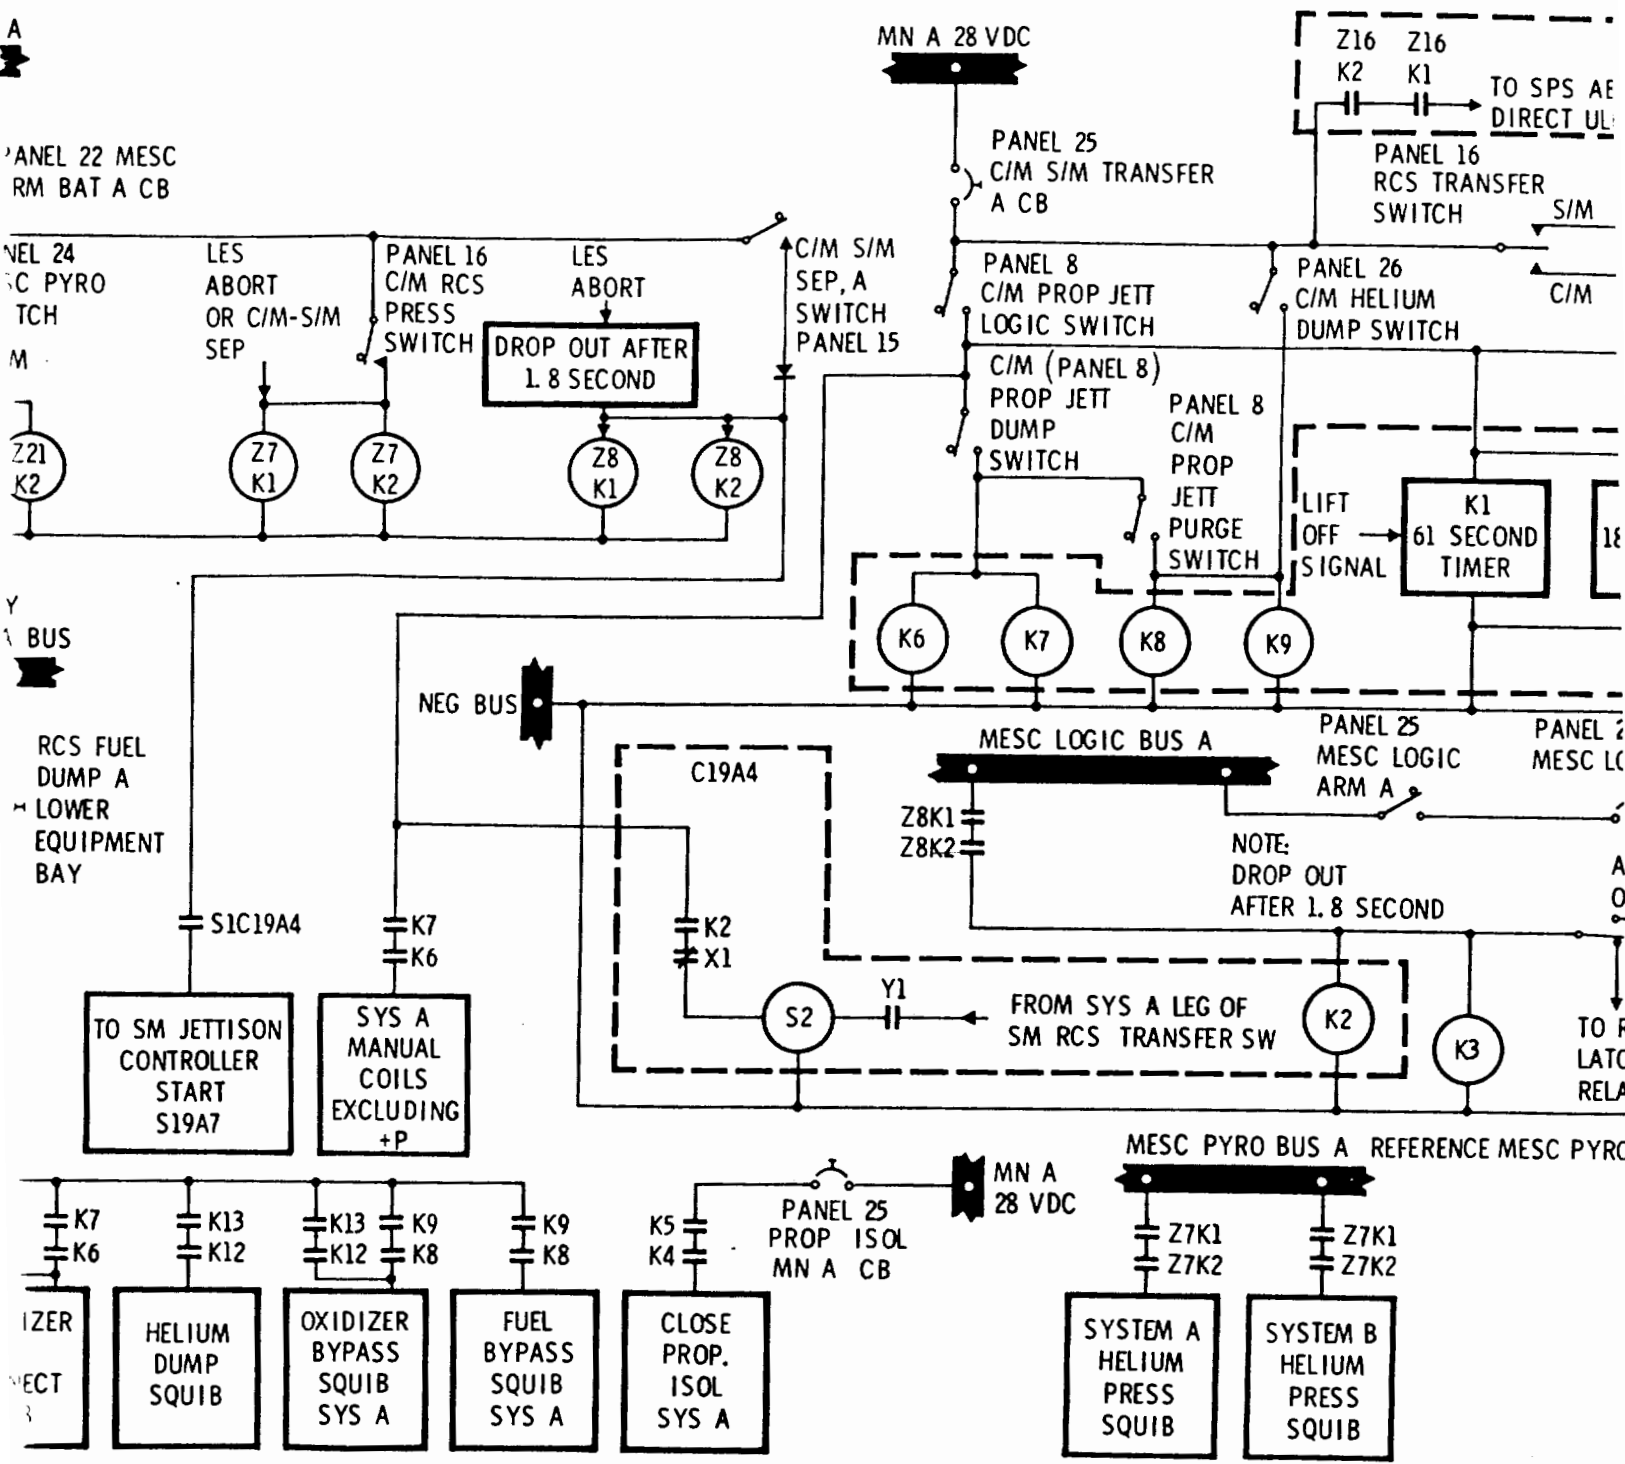 A
MN A 28 VDC
Z16
K2
Z16
K1
TO SPS
DIRECT
PANEL 22 MESC
BAT A CB
PANEL 25
C/M S/M TRANSFER
A CB
PANEL 16
RCS TRANSFER
SWITCH
S/M
C/M
24
PYRO
LES
ABORT
OR C/M-S/M
SEP
PANEL 16
C/M RCS
PRESS
SWITCH
LES
ABORT
DROP OUT AFTER
1.8 SECOND
C/M S/M
SEP, A
SWITCH
PANEL 15
PANEL 8
C/M PROP JETT
LOGIC SWITCH
PANEL 26
C/M HELIUM
DUMP SWITCH
C/M (PANEL 8)
PROP JETT
DUMP
SWITCH
PANEL 8
C/M
PROP
JETT
PURGE
SWITCH
Z21
K2
Z7
K1
Z7
K2
Z8
K1
Z8
K2
LIFT
OFF
SIGNAL
K1
61 SECOND
TIMER
18
K6
K7
K8
K9
BUS
NEG BUS
RCS FUEL
DUMP A
LOWER
EQUIPMENT
BAY
C19A4
MESC LOGIC BUS A
PANEL 25
MESC LOGIC
ARM A
PANEL
MESC
Z8K1
Z8K2
NOTE:
DROP OUT
AFTER 1.8 SECOND
S1C19A4
K7
K6
K2
X1
S2
Y1
FROM SYS A LEG OF
SM RCS TRANSFER SW
K2
K3
TO
TO SM JETTISON
CONTROLLER
START
S19A7
SYS A
MANUAL
COILS
EXCLUDING
+P
MESC PYRO BUS A
REFERENCE MESC PYRO
MN A
28 VDC
PANEL 25
PROP ISOL
MN A CB
K7
K6
K13
K12
K13
K12
K9
K8
K9
K8
K5
K4
Z7K1
Z7K2
Z7K1
Z7K2
HELIUM
DUMP
SQUIB
OXIDIZER
BYPASS
SQUIB
SYS A
FUEL
BYPASS
SQUIB
SYS A
CLOSE
PROP.
ISOL
SYS A
SYSTEM A
HELIUM
PRESS
SQUIB
SYSTEM B
HELIUM
PRESS
SQUIB